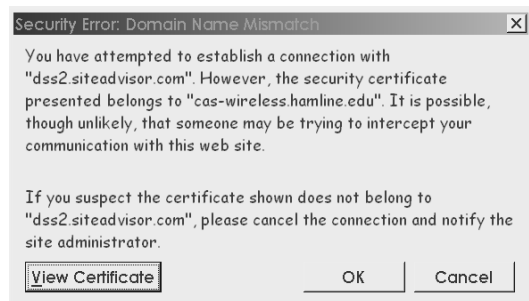 Security Error: Domain Name Mismatch
You have attempted to establish a connection with
"dss2.siteadvisor.com". However, the security certificate
presented belongs to "cas-wireless.hamline.edu". It is possible,
though unlikely, that someone may be trying to intercept your
communication with this web site.
If you suspect the certificate shown does not belong to
"dss2.siteadvisor.com", please cancel the connection and notify the
site administrator.
View Certificate OK Cancel